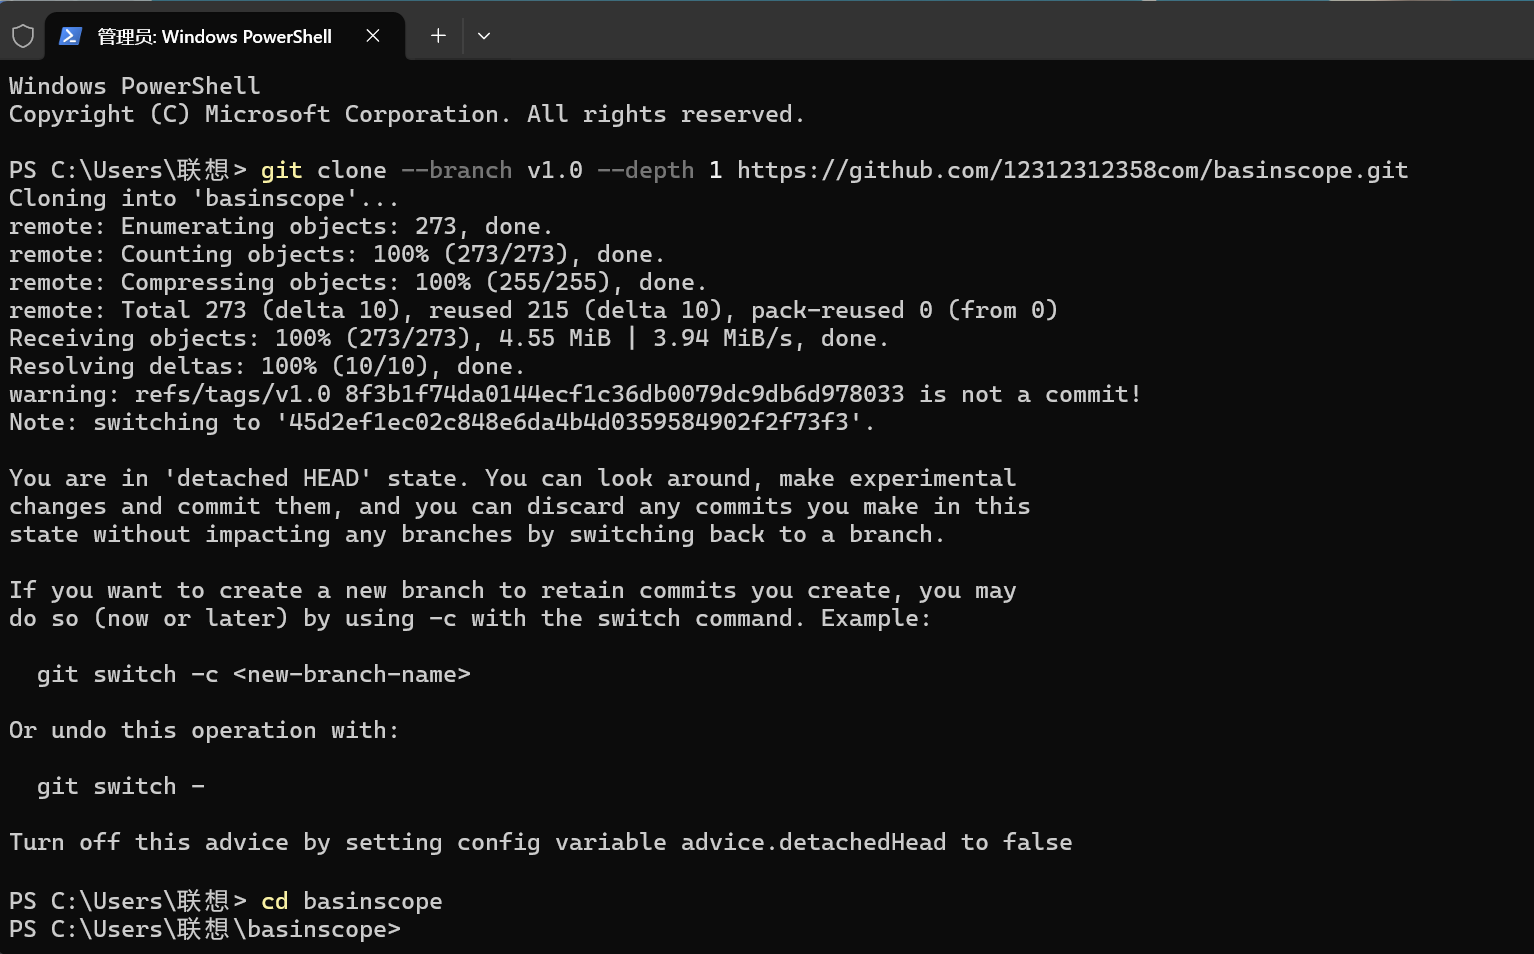 管理员: Windows PowerShell
Windows PowerShell
Copyright (C) Microsoft Corporation. All rights reserved.
PS C:\Users\联想> git clone --branch v1.0 --depth 1 https://github.com/12312312358com/basinscope.git
Cloning into 'basinscope'...
remote: Enumerating objects: 273, done.
remote: Counting objects: 100% (273/273), done.
remote: Compressing objects: 100% (255/255), done.
remote: Total 273 (delta 10), reused 215 (delta 10), pack-reused 0 (from 0)
Receiving objects: 100% (273/273), 4.55 MiB | 3.94 MiB/s, done.
Resolving deltas: 100% (10/10), done.
warning: refs/tags/v1.0 8f3b1f74da0144ecf1c36db0079dc9db6d978033 is not a commit!
Note: switching to '45d2ef1ec02c848e6da4b4d0359584902f2f73f3'.
You are in 'detached HEAD' state. You can look around, make experimental
changes and commit them, and you can discard any commits you make in this
state without impacting any branches by switching back to a branch.
If you want to create a new branch to retain commits you create, you may
do so (now or later) by using -c with the switch command. Example:
git switch -c <new-branch-name>
Or undo this operation with:
git switch -
Turn off this advice by setting config variable advice.detachedHead to false
PS C:\Users\联想> cd basinscope
PS C:\Users\联想\basinscope>